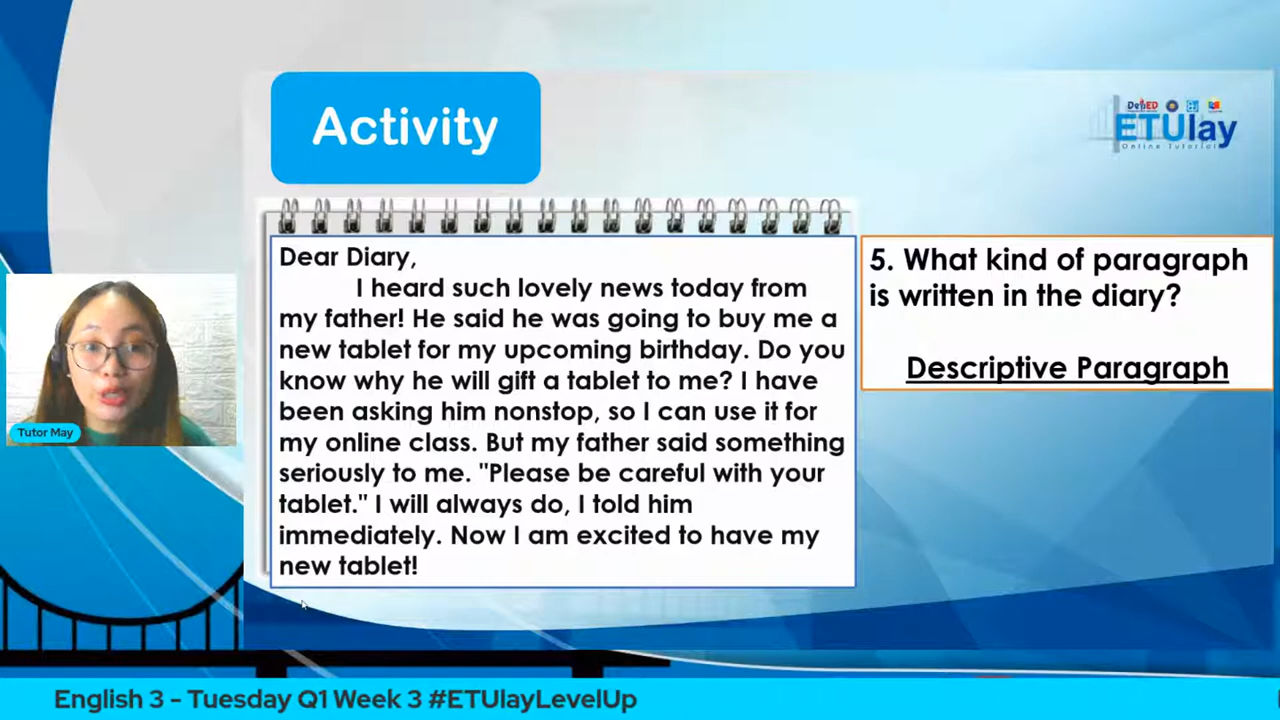 Activity
DepED
ETUlay
Online Tutorial
Dear Diary,
I heard such lovely news today from
my father! He said he was going to buy me a
new tablet for my upcoming birthday. Do you
know why he will gift a tablet to me? I have
been asking him nonstop, so I can use it for
my online class. But my father said something
seriously to me. "Please be careful with your
tablet." I will always do, I told him
immediately. Now I am excited to have my
new tablet!
5. What kind of paragraph
is written in the diary?
Descriptive Paragraph
Tutor May
English 3 - Tuesday Q1 Week 3 #ETUlayLevelUp